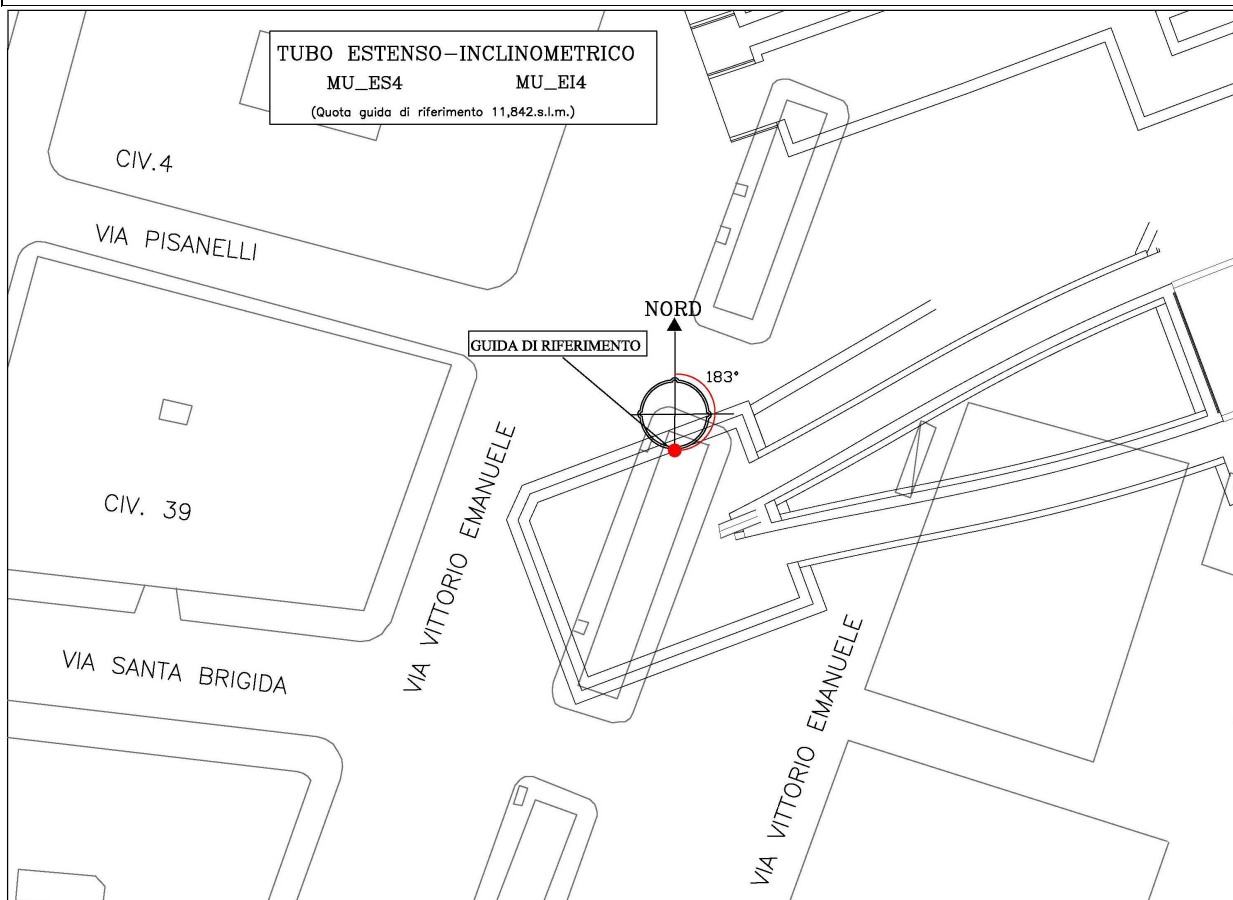 TUBO ESTENSO-INCLINOMETRICO
MU_ES4 MU_EI4
(Quota guida di riferimento 11,842.s.l.m.)
CIV.4
VIA PISANELLI
NORD
GUIDA DI RIFERIMENTO
183°
CIV. 39
VIA VITTORIO EMANUELE
VIA SANTA BRIGIDA
VIA VITTORIO EMANUELE